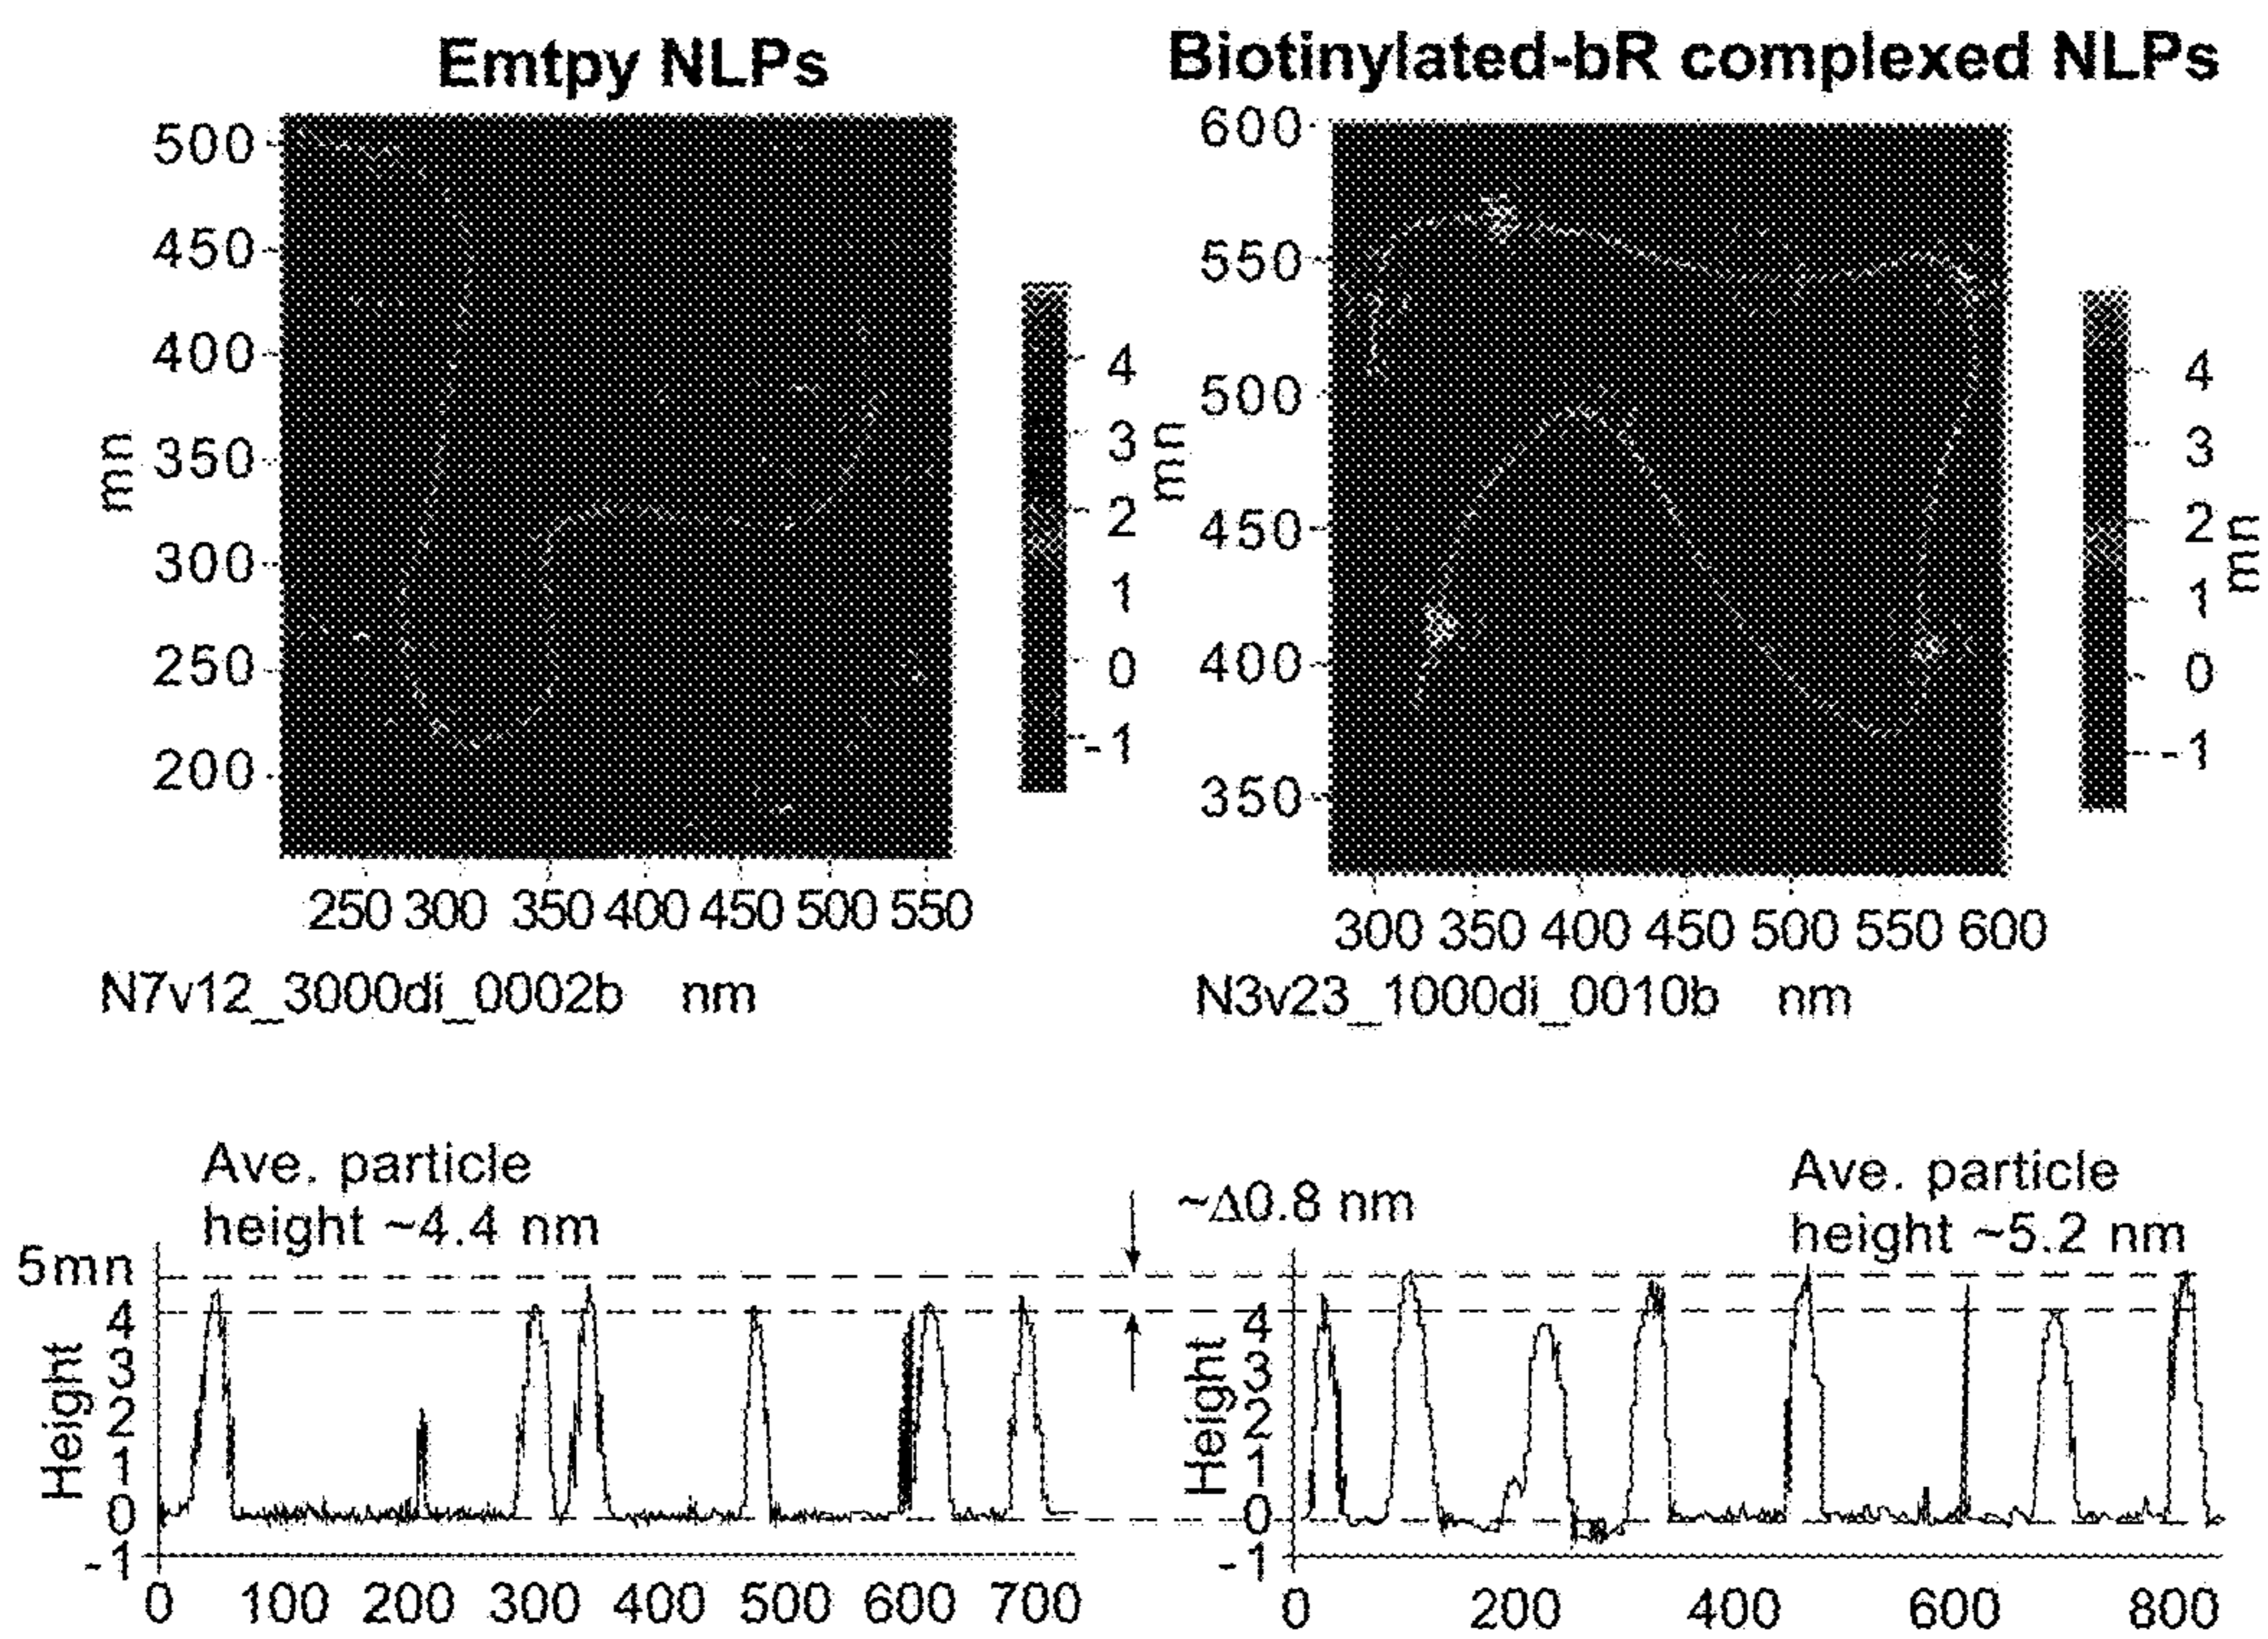 Emtpy NLPs
500
450
400
350
300
250
200
nm
250 300 350 400 450 500 550
N7v12_3000di_0002b nm
4
3
2
1
0
-1
nm
Biotinylated-bR complexed NLPs
600
550
500
450
400
350
300 350 400 450 500 550 600
N3v23_1000di_0010b nm
4
3
2
1
0
-1
nm
Ave. particle
height ~4.4 nm
5mn
4
3
2
1
0
-1
Height
0 100 200 300 400 500 600 700
~Δ0.8 nm
Ave. particle
height ~5.2 nm
4
3
2
1
0
-1
Height
0 200 400 600 800